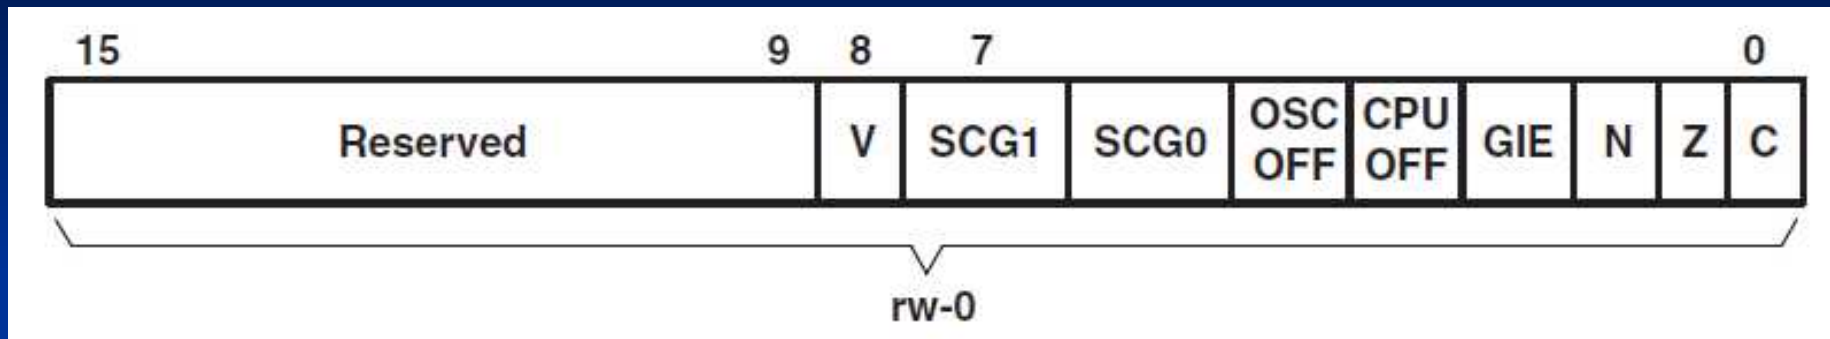 15 9 8 7 0
Reserved V SCG1 SCG0 OSC OFF CPU OFF GIE N Z C
rw-0